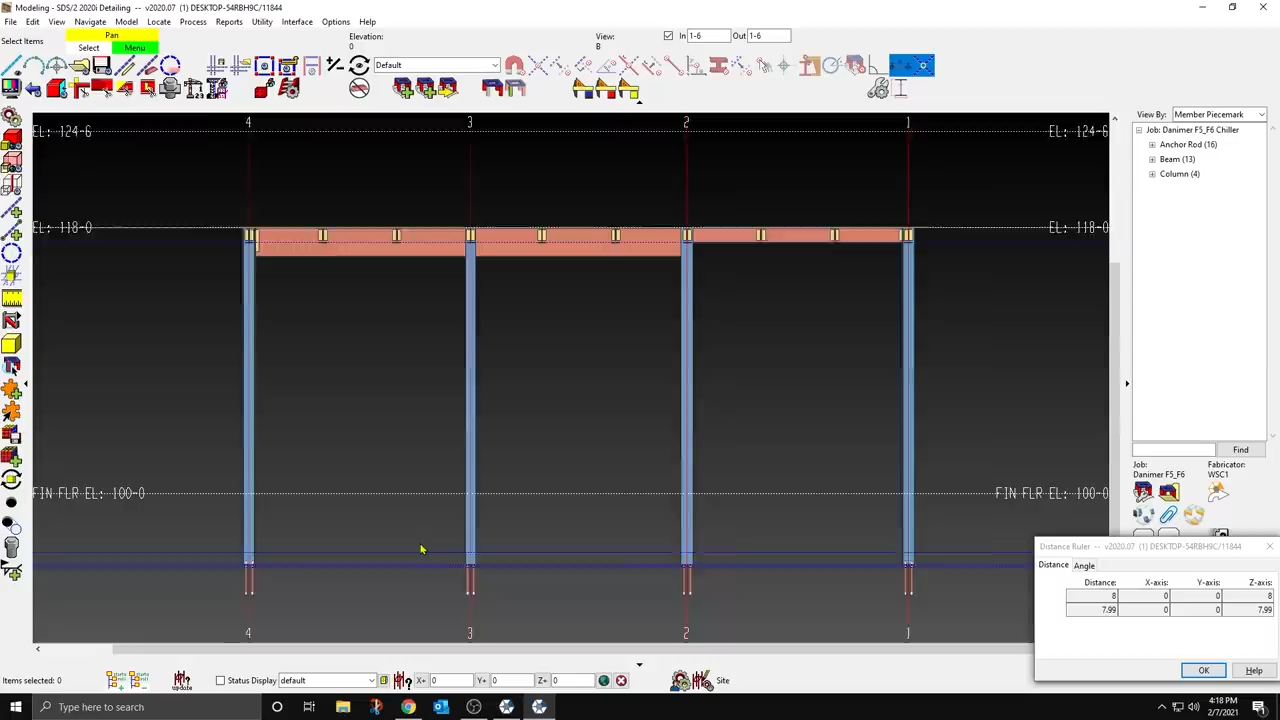 Modeling - SDS/2 2020i Detailing -- v2020.07 (1) DESKTOP-54RBH9C/11844
File Edit View Navigate Model Locate Process Reports Utility Interface Options Help
Select Items
Pan
Select Menu
Elevation:
0
View:
B
In 1-6 Out 1-6
Default
View By: Member Piecemark
Job: Danimer F5_F6 Chiller
Anchor Rod (16)
Beam (13)
Column (4)
4 3 2 1
EL: 124-6 EL: 124-6
EL: 118-0 EL: 118-0
FIN FLR EL: 100-0 FIN FLR EL: 100-0
4 3 2 1
Find
Job: Fabricator:
Danimer F5_F6 WSC1
Distance Ruler -- v2020.07 (1) DESKTOP-54RBH9C/11844
Distance Angle
Distance: X-axis: Y-axis: Z-axis:
8 0 0 8
7.99 0 0 7.99
OK Help
Items selected: 0
update
Status Display default
X+ 0 Y+ 0 Z+ 0
Site
Type here to search
4:18 PM
2/7/2021